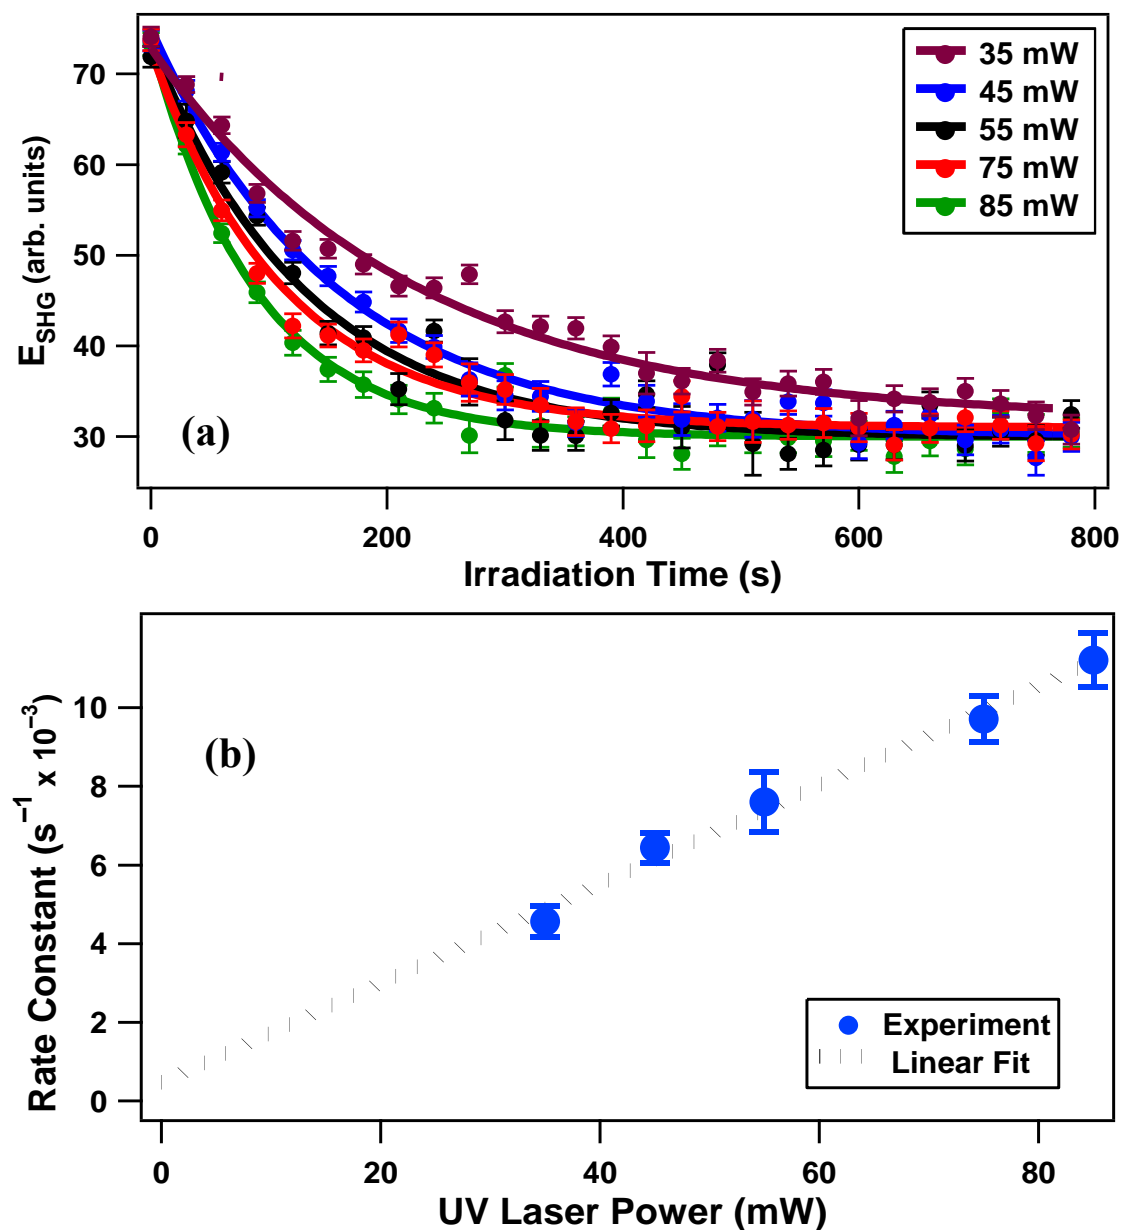 70
60
50
40
30
E_SHG (arb. units)
35 mW
45 mW
55 mW
75 mW
85 mW
(a)
0 200 400 600 800
Irradiation Time (s)
10
8
6
4
2
0
Rate Constant (s⁻¹ x 10⁻³)
(b)
Experiment
Linear Fit
0 20 40 60 80
UV Laser Power (mW)